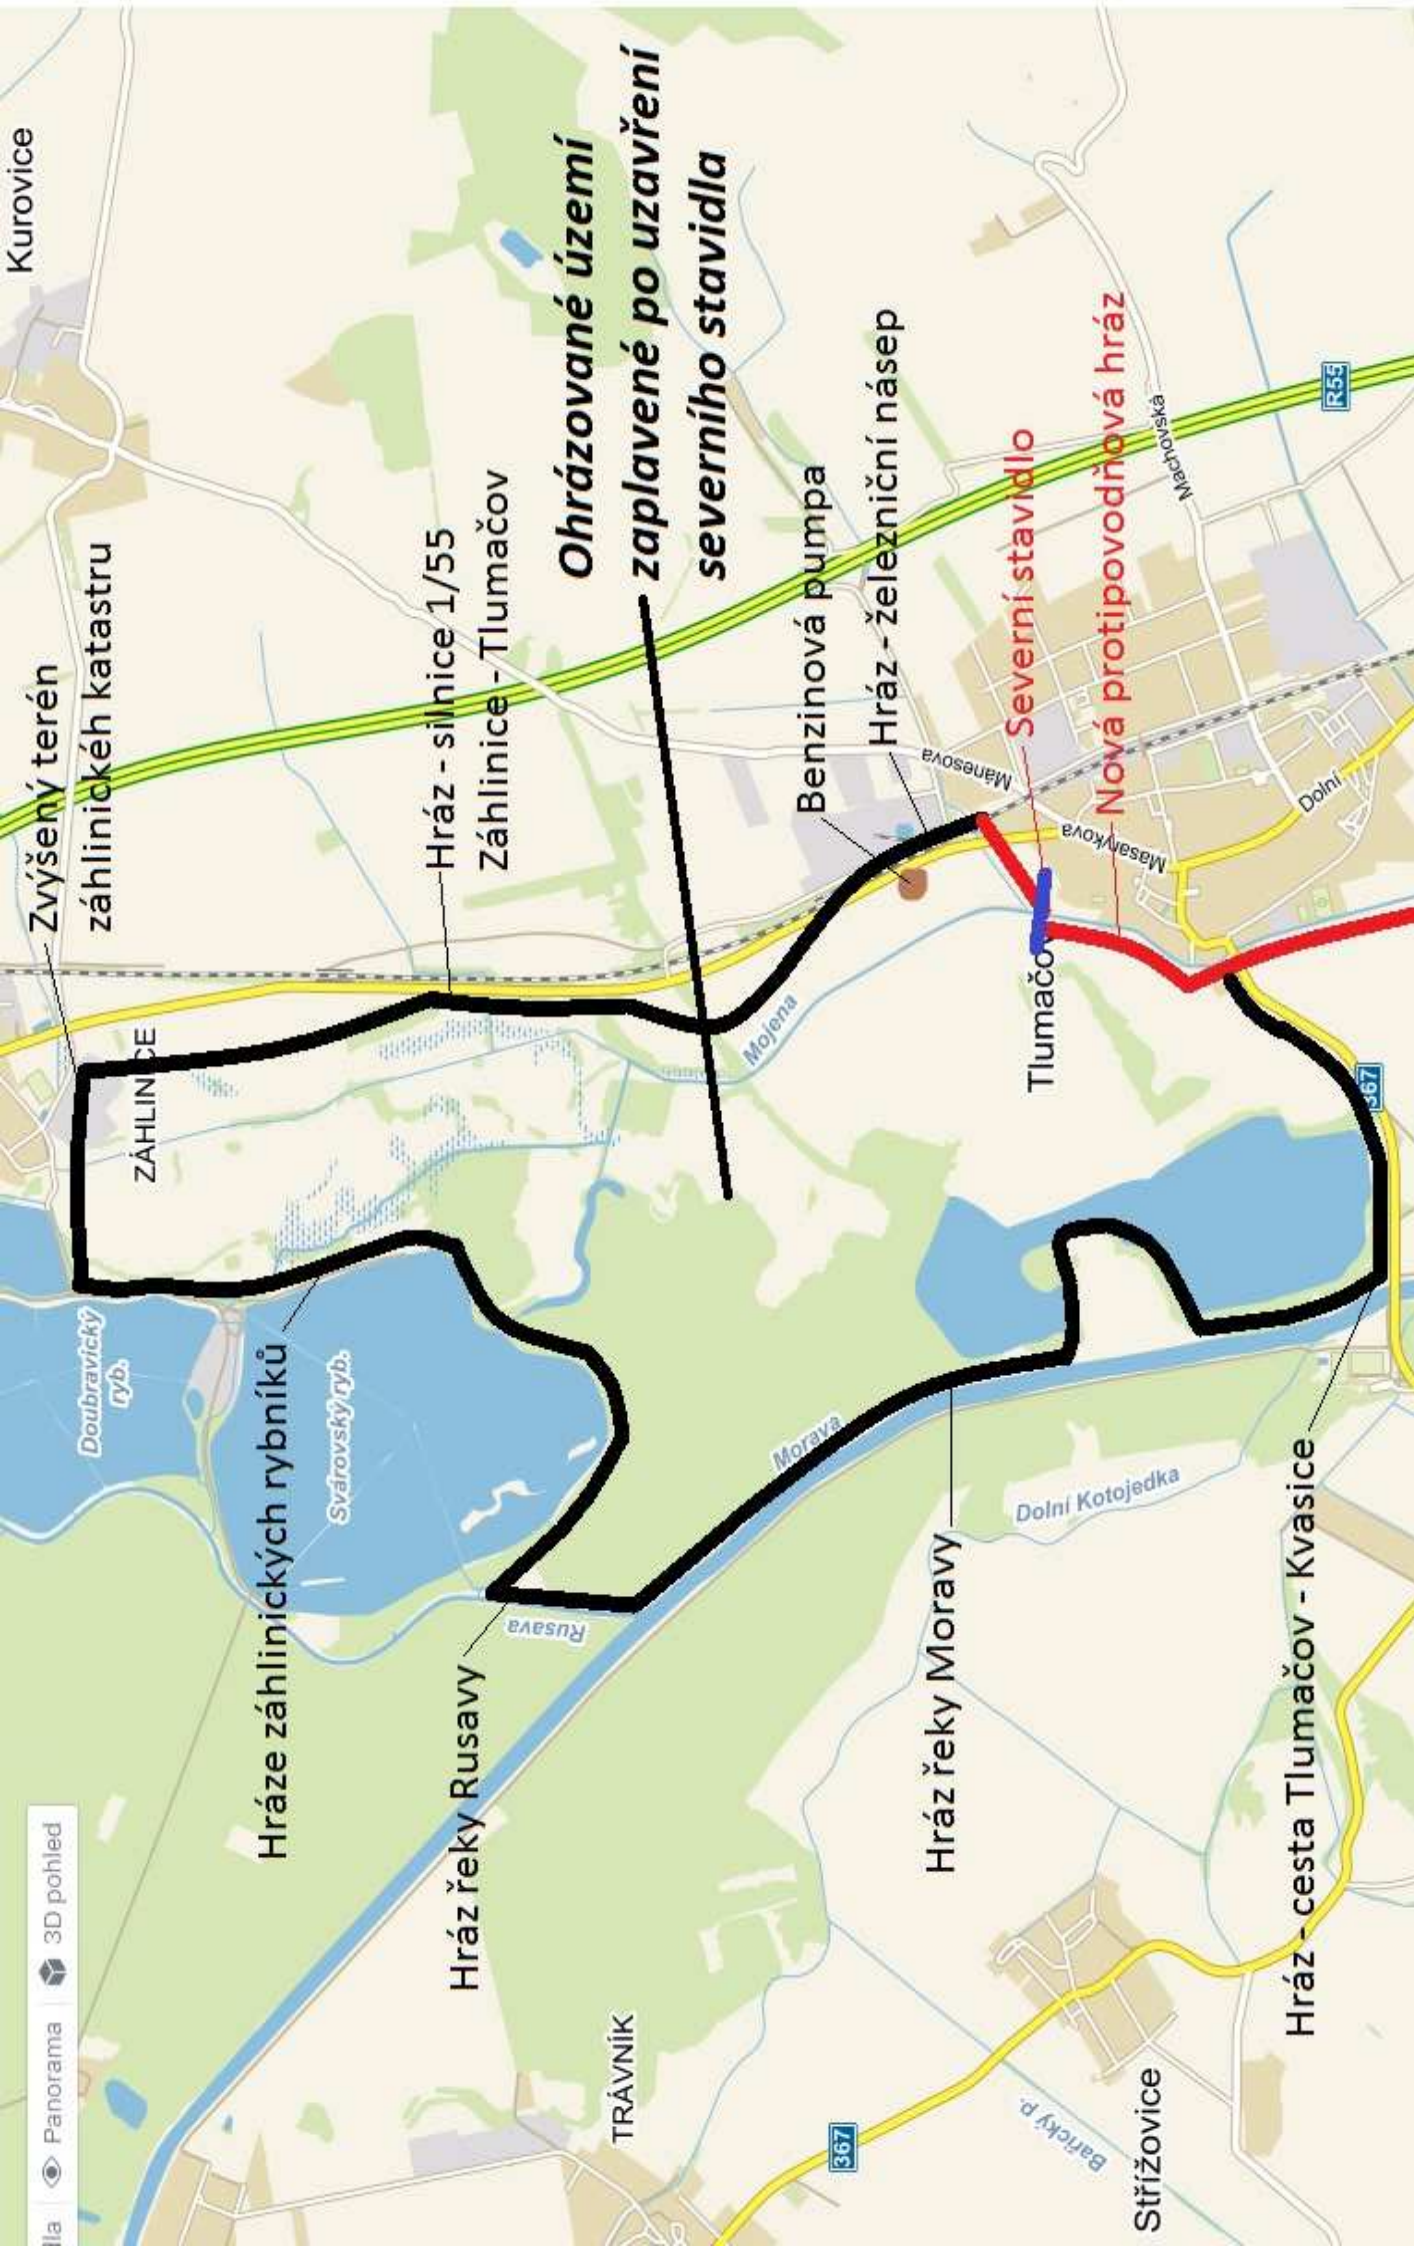 Kurovice
Zvýšený terén
záhlinickéh katastru
Hráz - silnice 1/55
Záhlinice - Tlumačov
Ohrázované území
zaplavené po uzavření
severního stavidla
Benzinová pumpa
Hráz - železniční násep
Severní stavidlo
Nová protipovodňová hráz
R55
Machovská
Mánesova
Masarykova
Dolní
ZÁHLINICE
Mojena
Tlumačov
367
Doubravický
ryb.
Svárovský ryb.
Hráze záhlinických rybníků
Rusava
Morava
Hráz řeky Rusavy
Hráz řeky Moravy
Dolní Kotojedka
Hráz - cesta Tlumačov - Kvasice
Panorama
3D pohled
TRÁVNÍK
367
Bařický p.
Střížovice